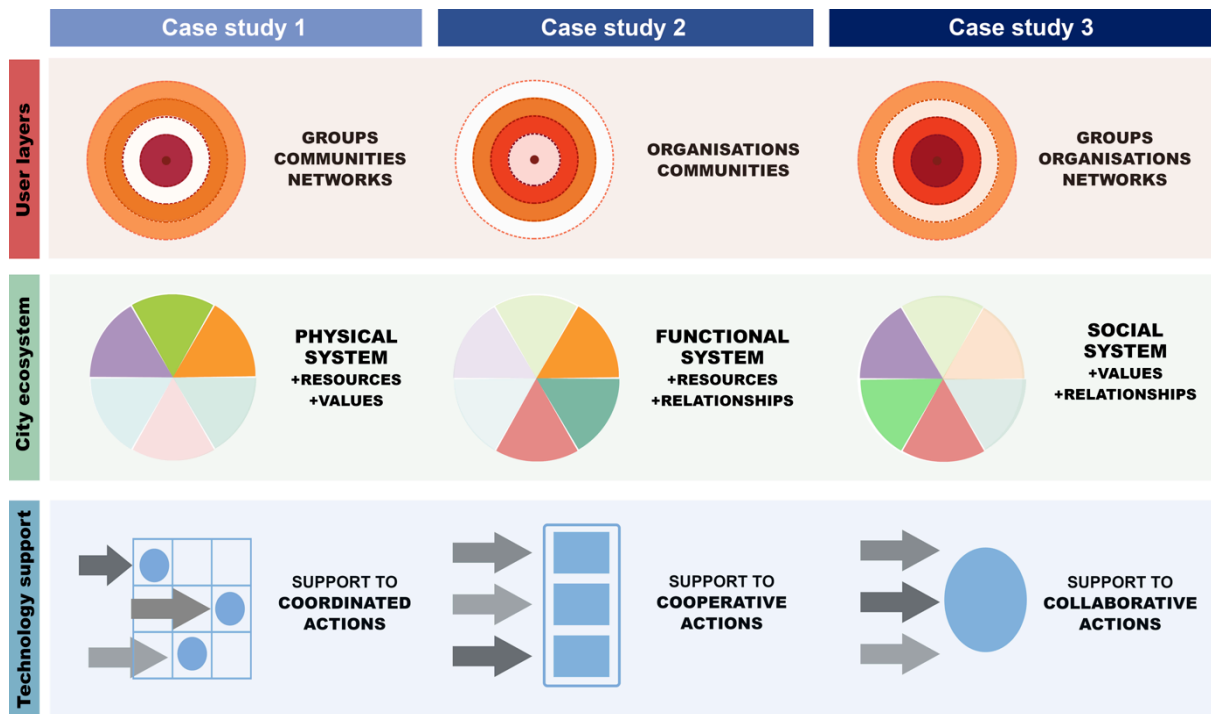 Case study 1
Case study 2
Case study 3
User layers
GROUPS
COMMUNITIES
NETWORKS
ORGANISATIONS
COMMUNITIES
GROUPS
ORGANISATIONS
NETWORKS
City ecosystem
PHYSICAL
SYSTEM
+RESOURCES
+VALUES
FUNCTIONAL
SYSTEM
+RESOURCES
+RELATIONSHIPS
SOCIAL
SYSTEM
+VALUES
+RELATIONSHIPS
Technology support
SUPPORT TO
COORDINATED
ACTIONS
SUPPORT TO
COOPERATIVE
ACTIONS
SUPPORT TO
COLLABORATIVE
ACTIONS